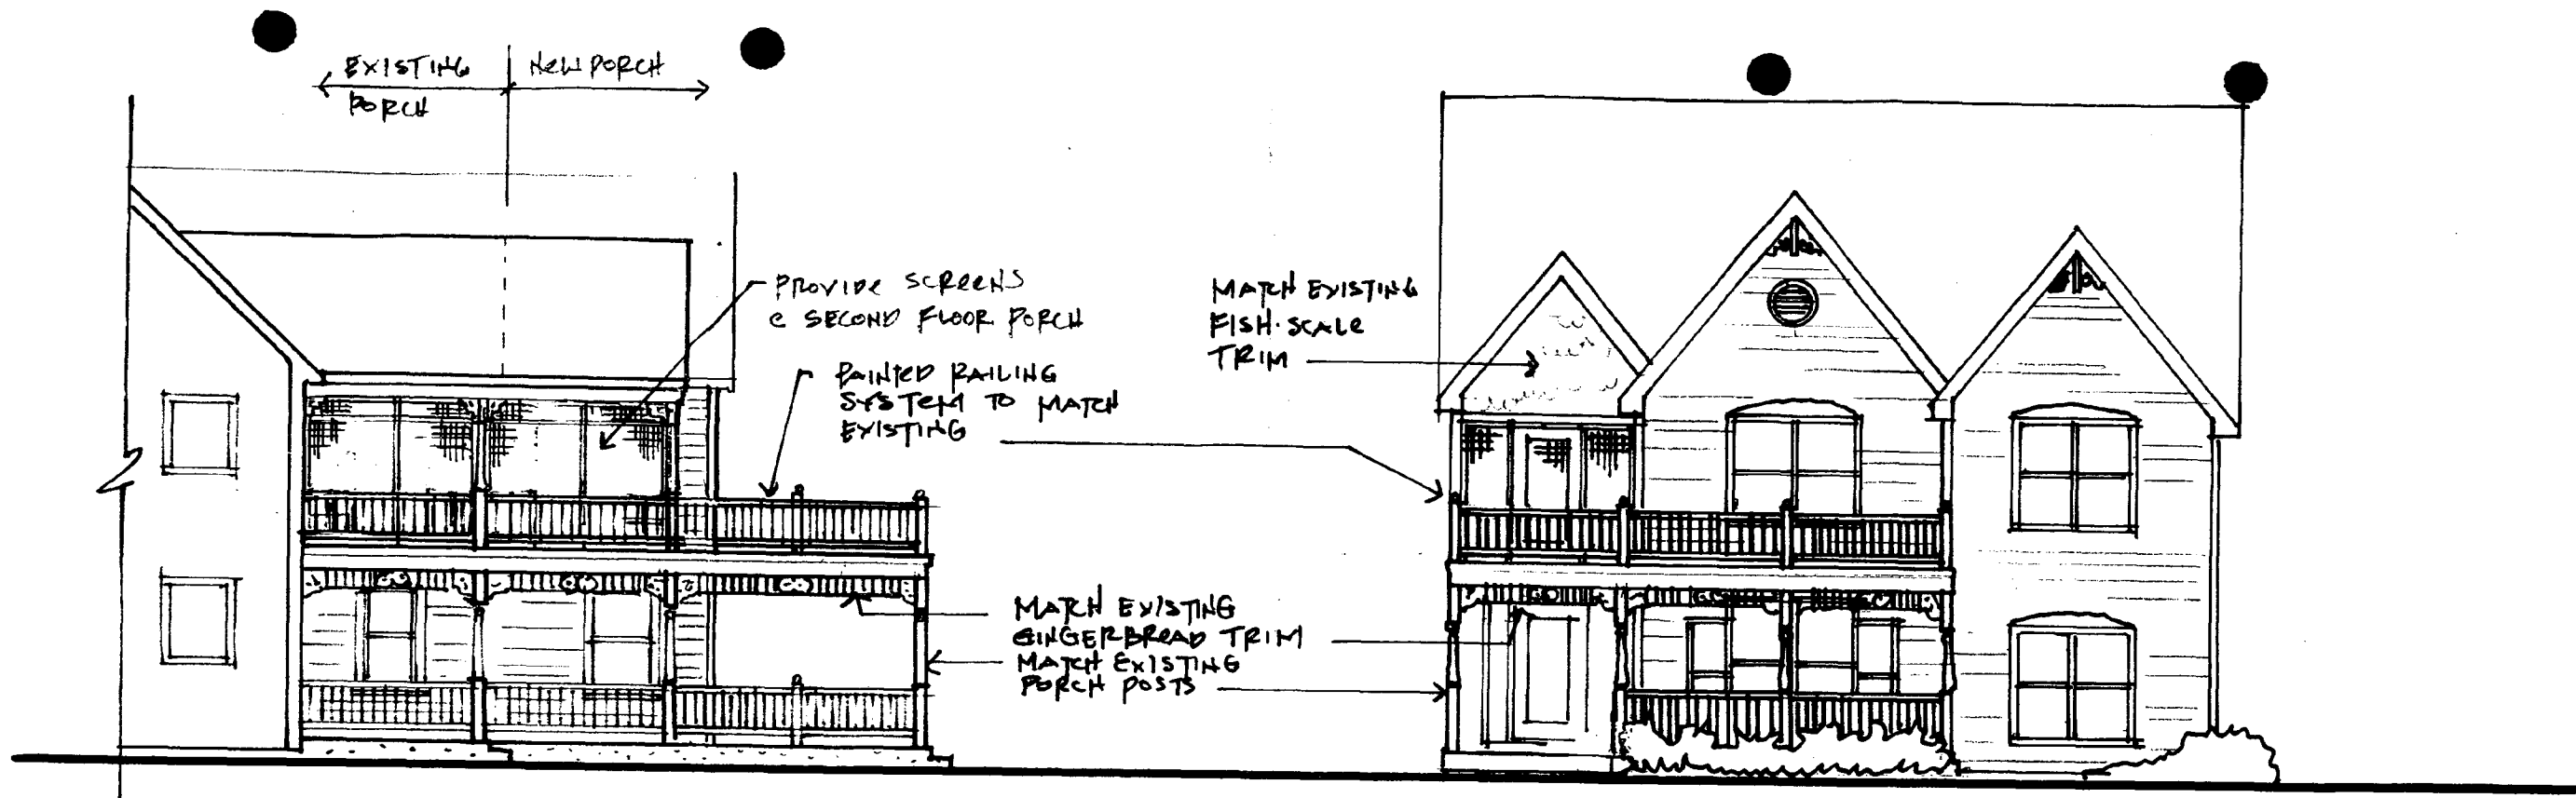 EXISTING
PORCH
NEW PORCH
PROVIDE SCREENS
@ SECOND FLOOR PORCH
PAINTED RAILING
SYSTEM TO MATCH
EXISTING
MATCH EXISTING
FISH-SCALE
TRIM
MATCH EXISTING
GINGERBREAD TRIM
MATCH EXISTING
PORCH POSTS